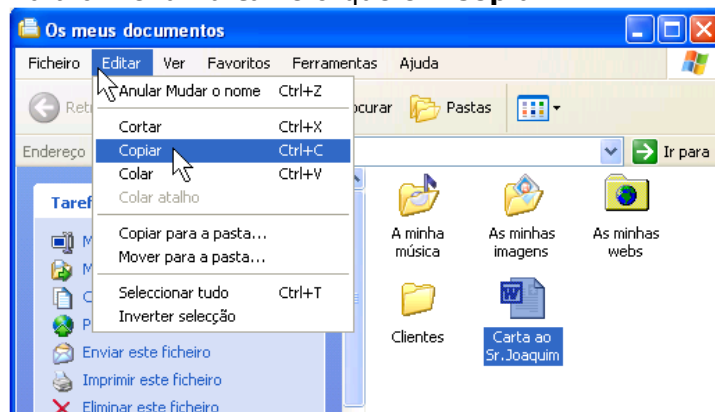 Os meus documentos
Ficheiro Editar Ver Favoritos Ferramentas Ajuda
Anular Mudar o nome Ctrl+Z
Pastas
Cortar Ctrl+X
Endereço Copiar Ctrl+C Ir para
Colar Ctrl+V
Colar atalho
Copiar para a pasta...
Mover para a pasta...
Seleccionar tudo Ctrl+T
Inverter selecção
A minha
música
As minhas
imagens
As minhas
webs
Clientes
Carta ao
Sr.Joaquim
Enviar este ficheiro
Imprimir este ficheiro
Eliminar este ficheiro